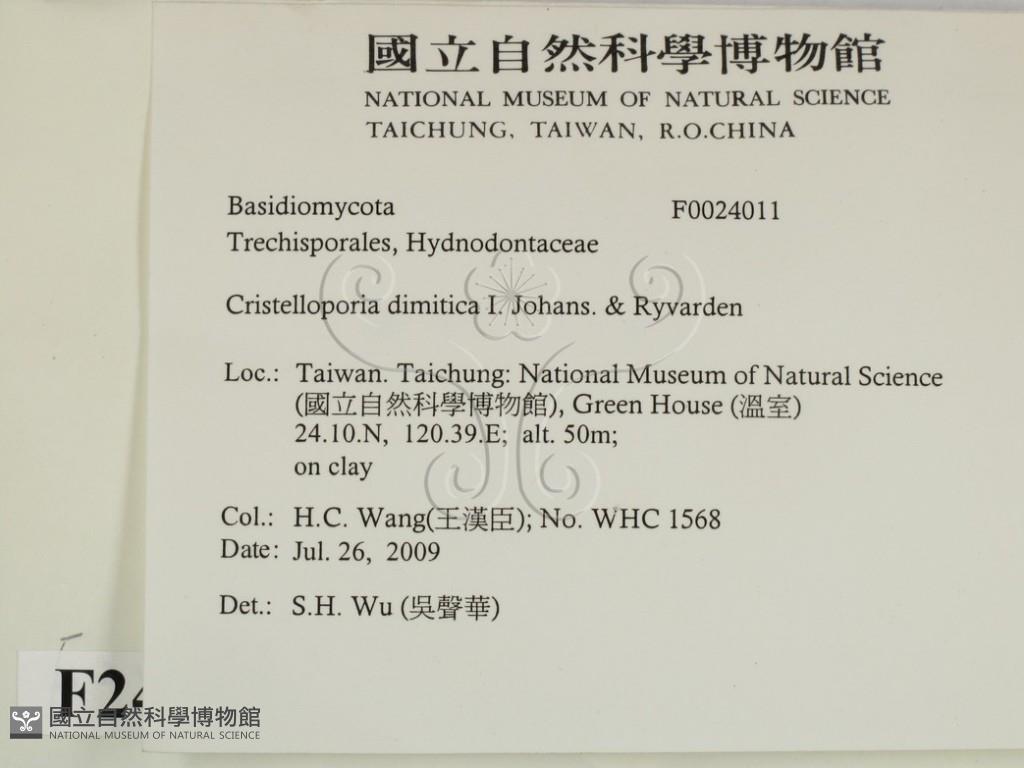 國立自然科學博物館
NATIONAL MUSEUM OF NATURAL SCIENCE
TAICHUNG, TAIWAN, R.O.CHINA
Basidiomycota F0024011
Trechisporales, Hydnodontaceae
Cristelloporia dimitica I. Johans. & Ryvarden
Loc.: Taiwan. Taichung: National Museum of Natural Science
(國立自然科學博物館), Green House (溫室)
24.10.N, 120.39.E; alt. 50m;
on clay
Col.: H.C. Wang(王漢臣); No. WHC 1568
Date: Jul. 26, 2009
Det.: S.H. Wu (吳聲華)
F24
國立自然科學博物館
NATIONAL MUSEUM OF NATURAL SCIENCE